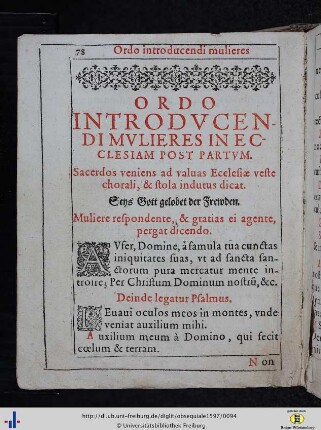 78 Ordo introducendi mulieres
ORDO
INTRODVCEN-
DI MVLIERES IN EC-
CLESIAM POST PARTVM.
Sacerdos veniens ad valuas Ecclesiæ veste
chorali, & stola indutus dicat.
Seys Gott gelobet der Frewden.
Muliere respondente, & gratias ei agente,
pergat dicendo.
AVfer, Domine, â famula tua cunctas
iniquitates suas, vt ad sancta san-
ctorum pura mereatur mente in-
troire; Per Christum Dominum nostrũ, &c.
Deinde legatur Psalmus.
LEuaui oculos meos in montes, vnde
veniat auxilium mihi.
Auxilium meum à Domino, qui fecit
cœlum & terram.
Non
http://dl.ub.uni-freiburg.de/diglit/obsequiale1597/0094
© Universitätsbibliothek Freiburg